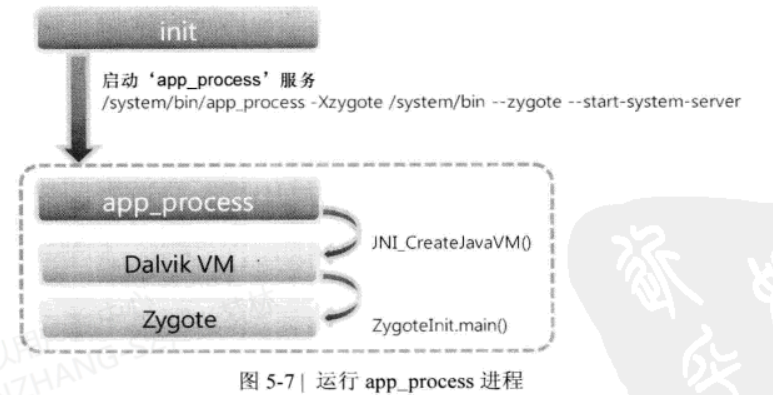 init
启动‘app_process’服务
/system/bin/app_process -Xzygote /system/bin --zygote --start-system-server
app_process
JNI_CreateJavaVM()
Dalvik VM
Zygote
ZygoteInit.main()
图 5-7 | 运行 app_process 进程